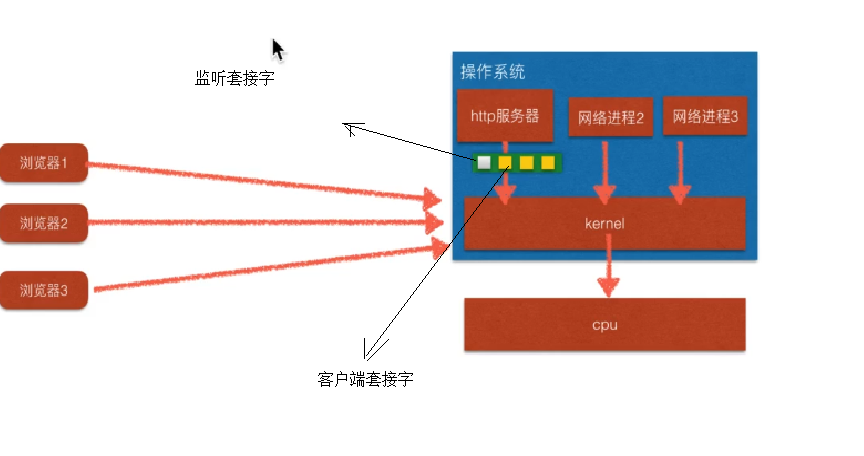 监听套接字
操作系统
http服务器
网络进程2
网络进程3
浏览器1
浏览器2
浏览器3
kernel
cpu
客户端套接字